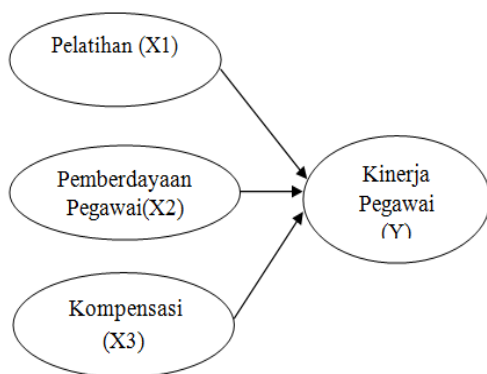 Pelatihan (X1)
Pemberdayaan
Pegawai(X2)
Kompensasi
(X3)
Kinerja
Pegawai
(Y)